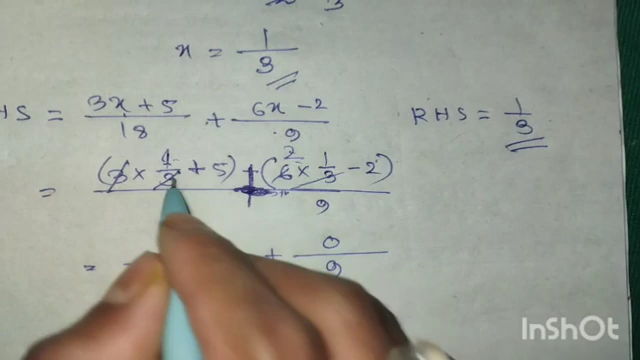 x = 1/3
HS = (3x + 5)/18 + (6x - 2)/9 RHS = 1/3
= (3 × 1/3 + 5) + (6 × 1/3 - 2)/9
= + 0/9
InShOt